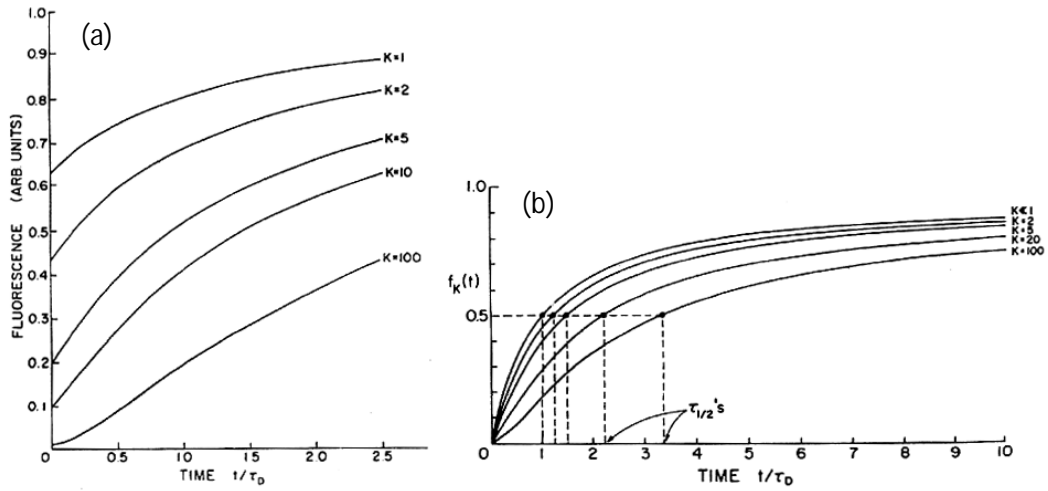 (a)
FLUORESCENCE (ARB UNITS)
1.0
0.9
0.8
0.7
0.6
0.5
0.4
0.3
0.2
0.1
K=1
K=2
K=5
K=10
K=100
0
0.5
1.0
1.5
2.0
2.5
TIME t/τD
(b)
fK(t)
1.0
0.5
0
K≪1
K=2
K=5
K=20
K=100
τ1/2's
0 1 2 3 4 5 6 7 8 9 10
TIME t/τD